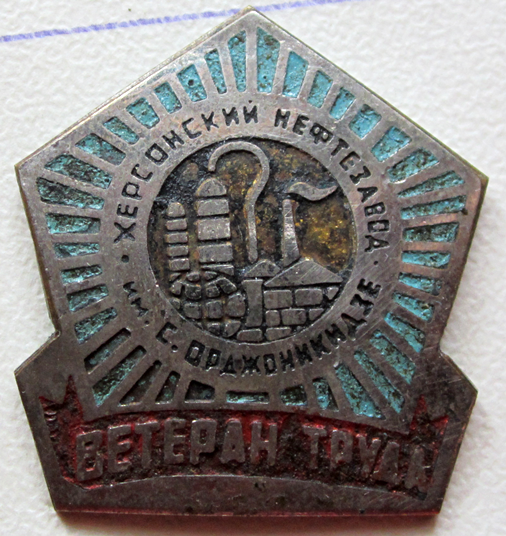 ХЕРСОНСКИЙ НЕФТЕЗАВОД
ИМ. С. ОРДЖОНИКИДЗЕ
ВЕТЕРАН ТРУДА